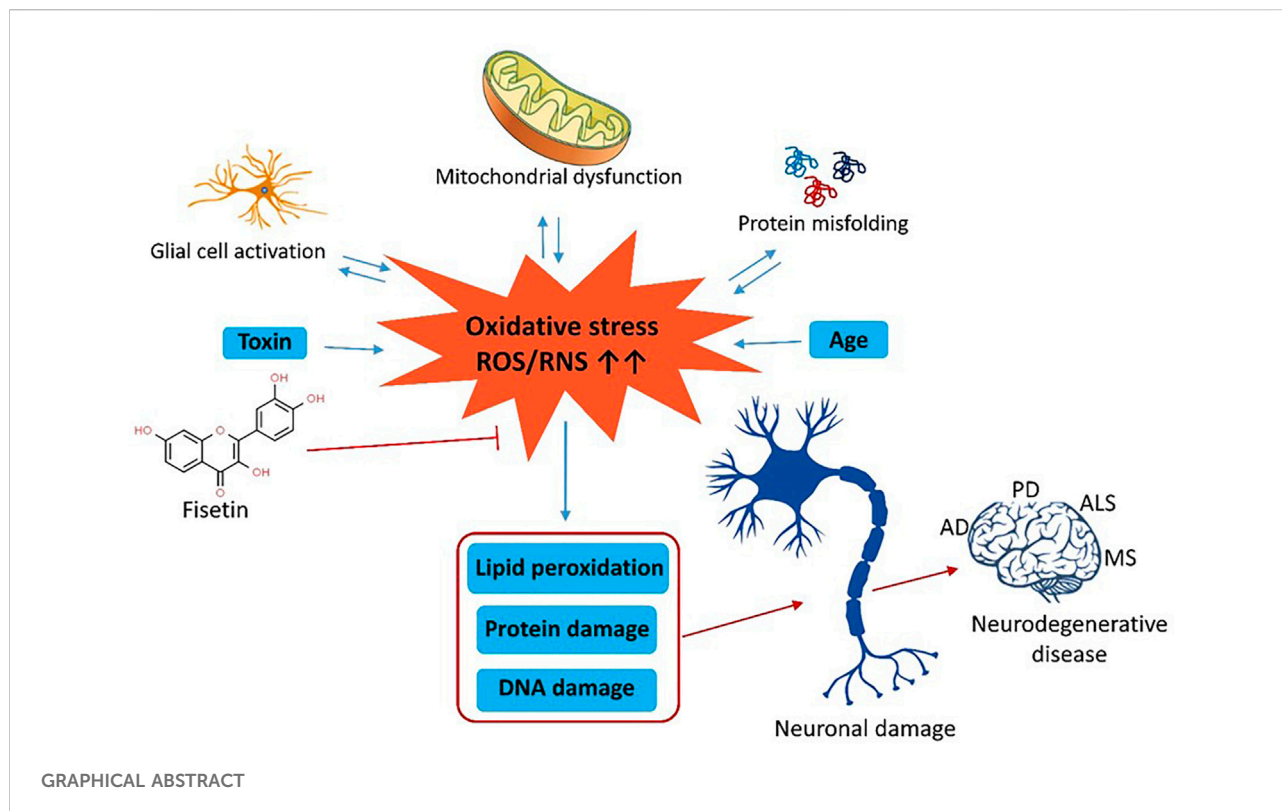 Mitochondrial dysfunction
Glial cell activation
Protein misfolding
Toxin
Oxidative stress
ROS/RNS ↑↑
Age
OH
OH
HO
O
OH
O
Fisetin
Lipid peroxidation
Protein damage
DNA damage
Neuronal damage
AD
PD
ALS
MS
Neurodegenerative
disease
GRAPHICAL ABSTRACT